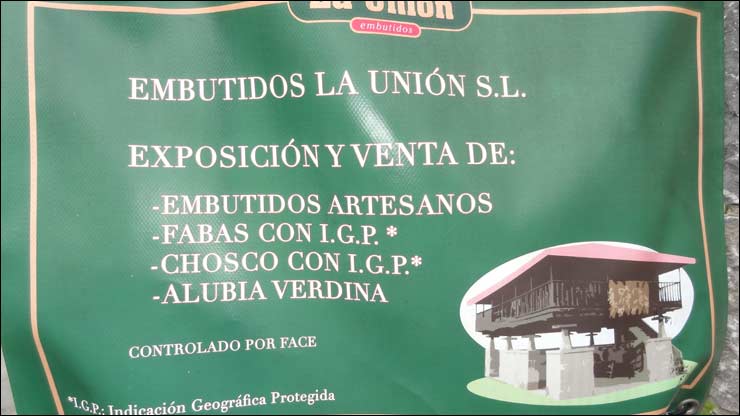 La Unión
embutidos
EMBUTIDOS LA UNIÓN S.L.
EXPOSICIÓN Y VENTA DE:
-EMBUTIDOS ARTESANOS
-FABAS CON I.G.P. *
-CHOSCO CON I.G.P.*
-ALUBIA VERDINA
CONTROLADO POR FACE
*I.G.P.: Indicación Geográfica Protegida